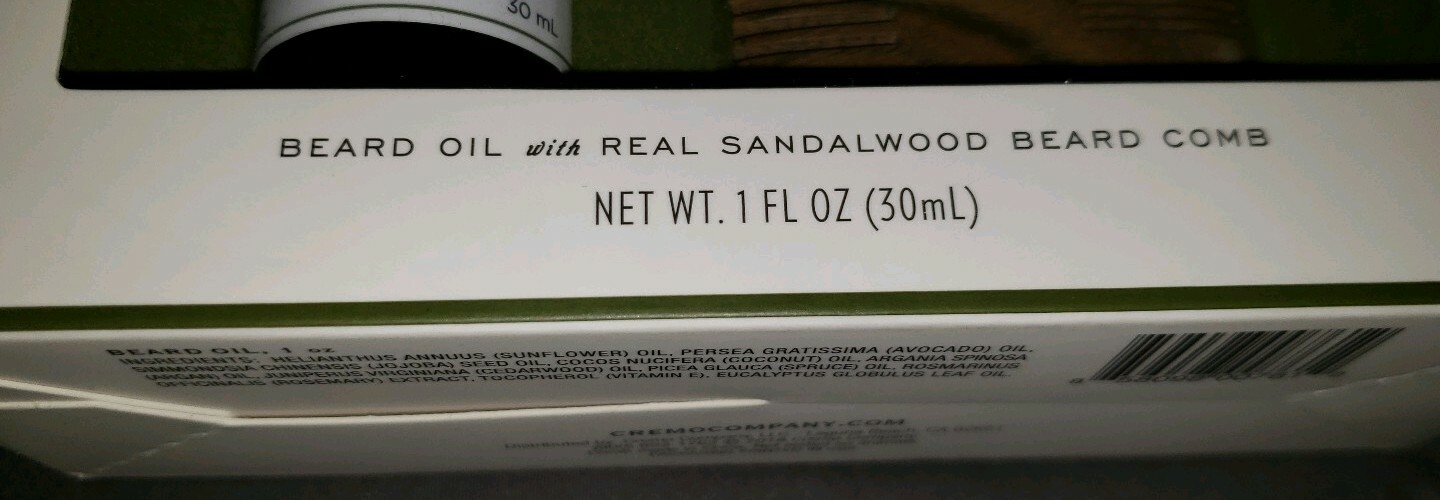 30 mL
BEARD OIL with REAL SANDALWOOD BEARD COMB
NET WT. 1 FL OZ (30mL)
BEARD OIL, 1 oz
INGREDIENTS: HELIANTHUS ANNUUS (SUNFLOWER) OIL, PERSEA GRATISSIMA (AVOCADO) OIL,
SIMMONDSIA CHINENSIS (JOJOBA) SEED OIL, COCOS NUCIFERA (COCONUT) OIL, ARGANIA SPINOSA
OIL, JUNIPERUS VIRGINIANA (CEDARWOOD) OIL, PICEA GLAUCA (SPRUCE) OIL, ROSMARINUS
OFFICINALIS (ROSEMARY) EXTRACT, TOCOPHEROL (VITAMIN E), EUCALYPTUS GLOBULUS LEAF OIL.
CREMOCOMPANY.COM
Distributed by